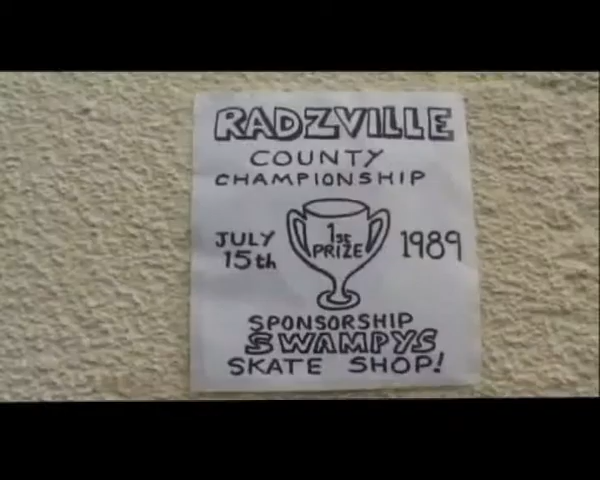 RADZVILLE
COUNTY
CHAMPIONSHIP
JULY
15th
1st
PRIZE
1989
SPONSORSHIP
SWAMPYS
SKATE SHOP!